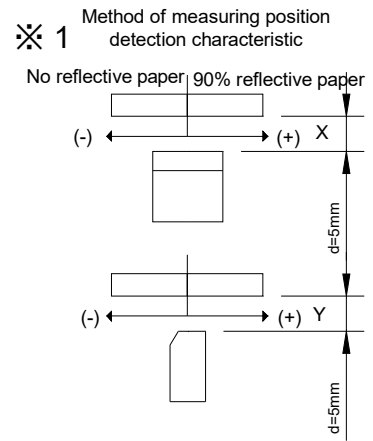 ※ 1 Method of measuring position
detection characteristic
No reflective paper 90% reflective paper
(-) (+) X
d=5mm
(-) (+) Y
d=5mm